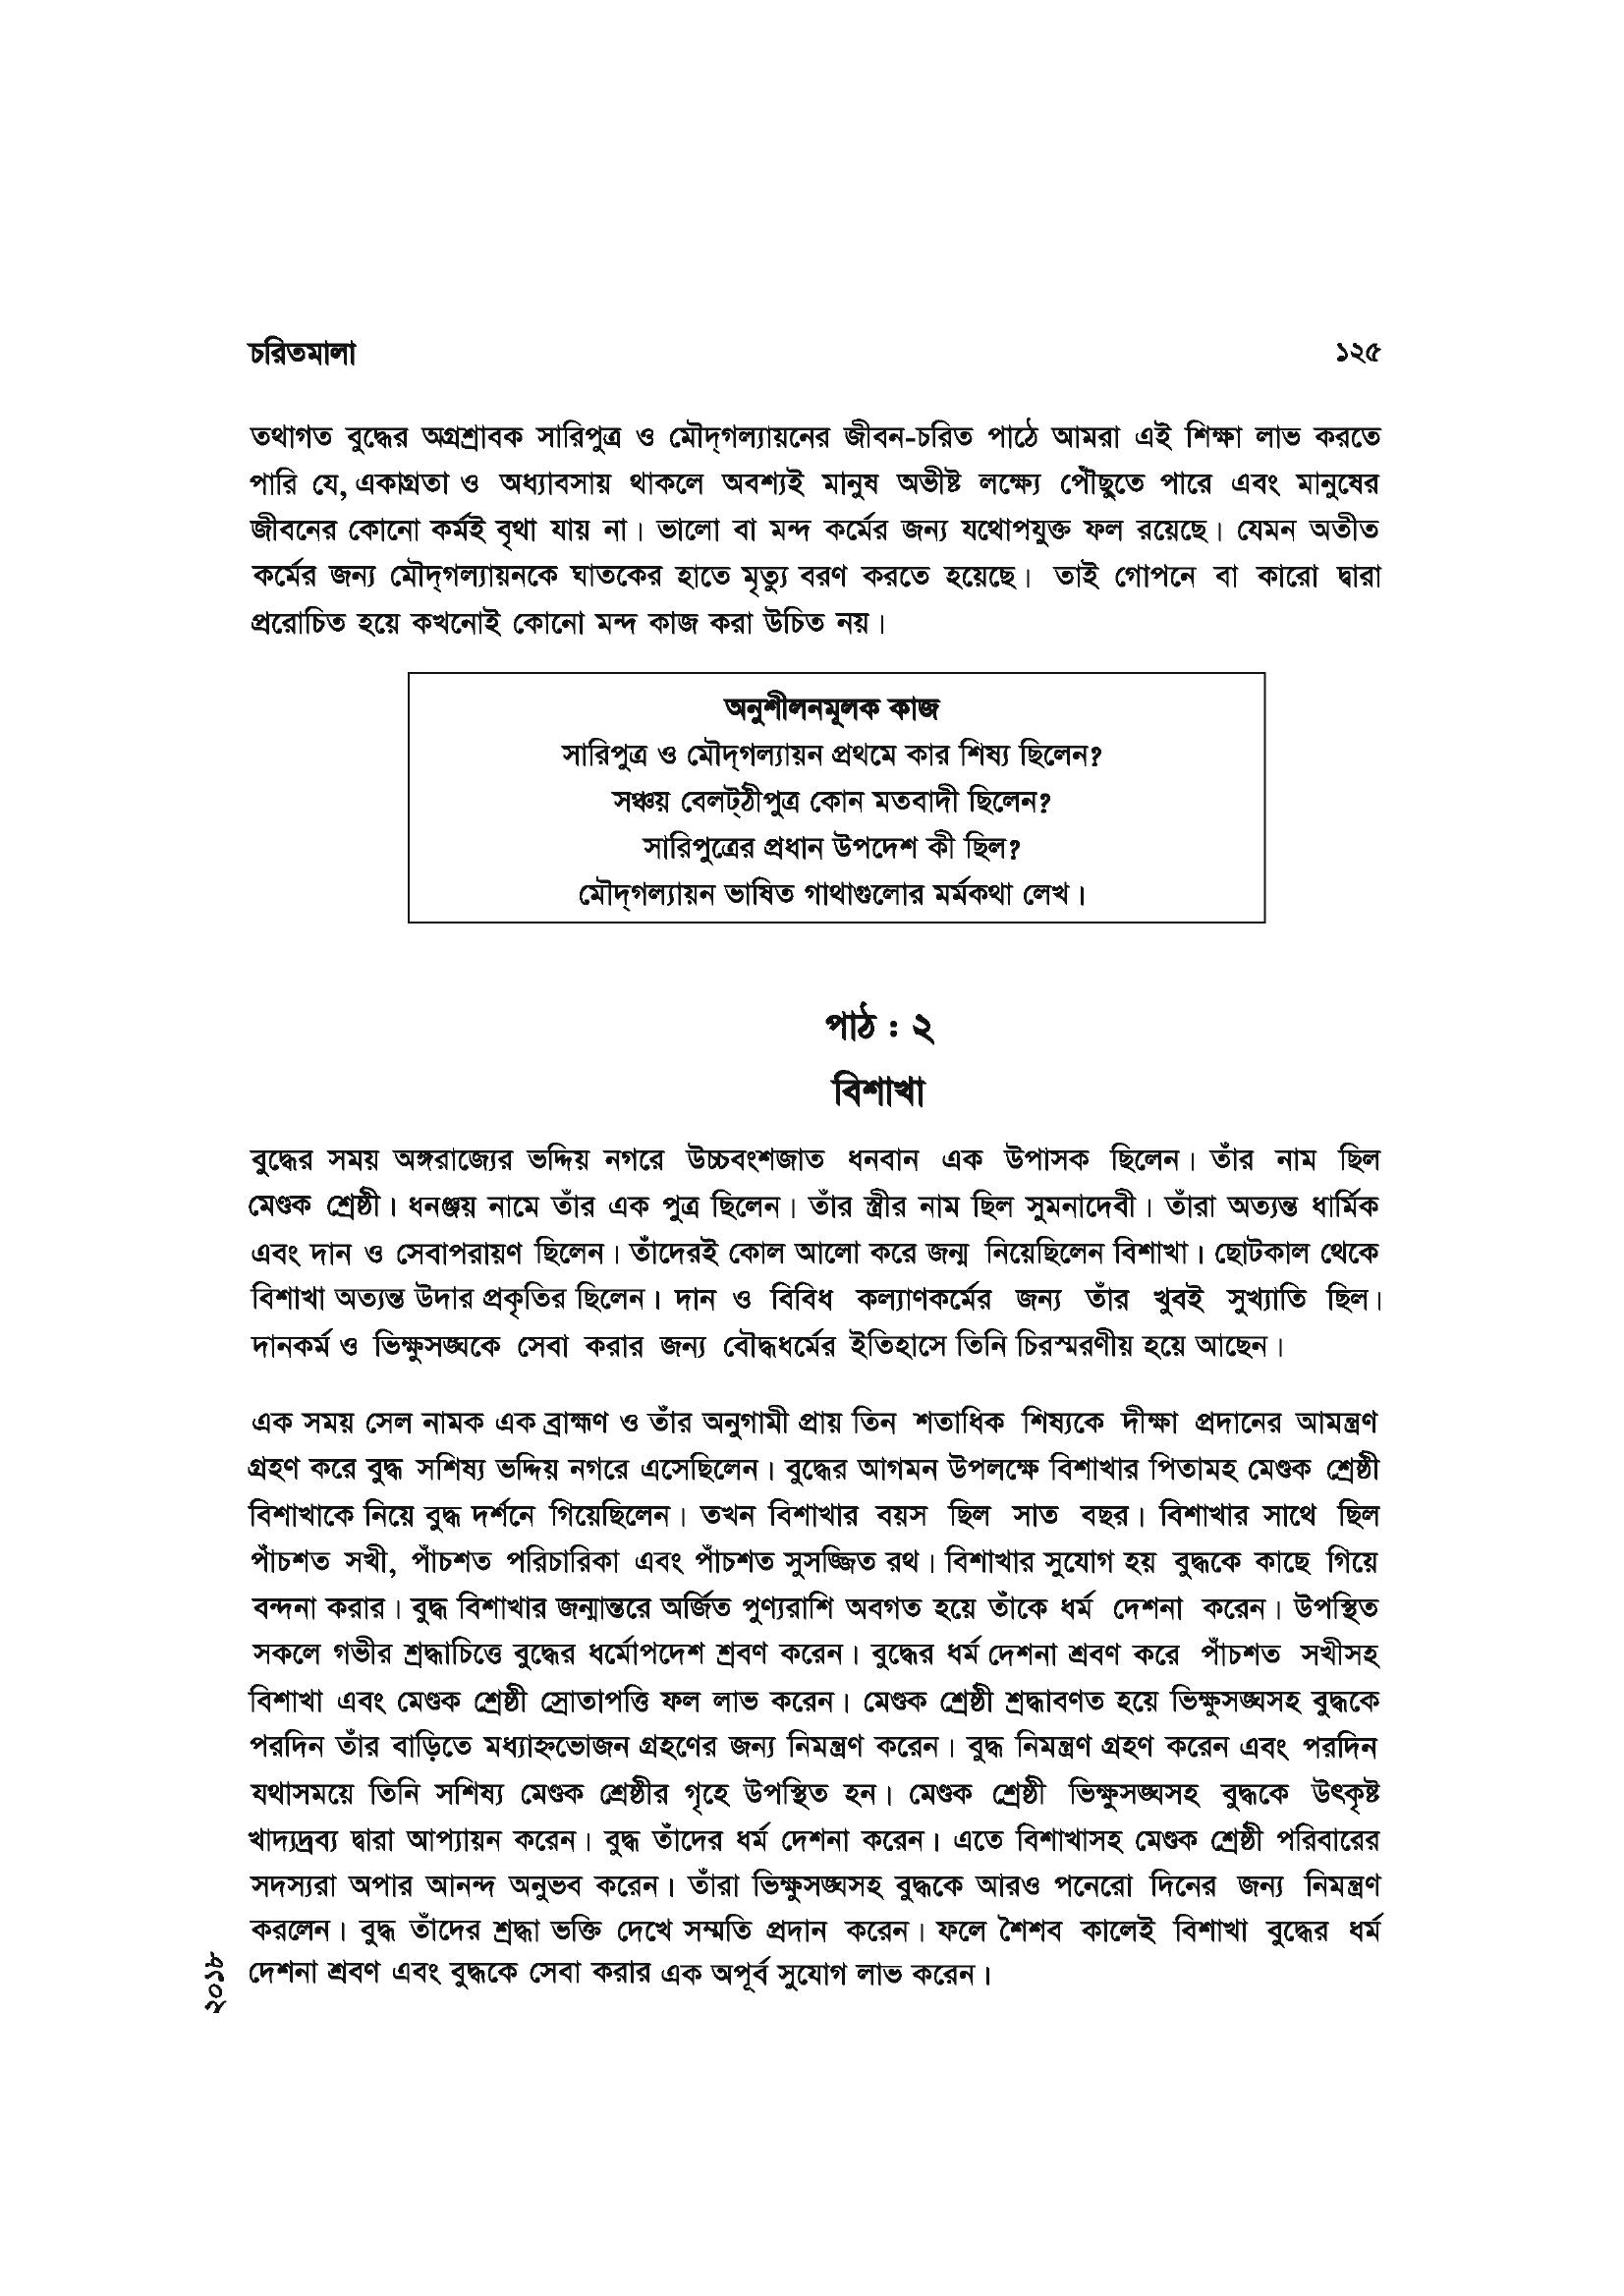 চরিতমালা ১২৫
তথাগত বুদ্ধের অগ্রশ্রাবক সারিপুত্র ও মৌদ্‌গল্যায়নের জীবন-চরিত পাঠে আমরা এই শিক্ষা লাভ করতে
পারি যে, একাগ্রতা ও অধ্যাবসায় থাকলে অবশ্যই মানুষ অভীষ্ট লক্ষ্যে পৌঁছুতে পারে এবং মানুষের
জীবনের কোনো কর্মই বৃথা যায় না। ভালো বা মন্দ কর্মের জন্য যথোপযুক্ত ফল রয়েছে। যেমন অতীত
কর্মের জন্য মৌদ্‌গল্যায়নকে ঘাতকের হাতে মৃত্যু বরণ করতে হয়েছে। তাই গোপনে বা কারো দ্বারা
প্ররোচিত হয়ে কখনোই কোনো মন্দ কাজ করা উচিত নয়।
অনুশীলনমূলক কাজ
সারিপুত্র ও মৌদ্‌গল্যায়ন প্রথমে কার শিষ্য ছিলেন?
সঞ্চয় বেলট্‌ঠীপুত্র কোন মতবাদী ছিলেন?
সারিপুত্রের প্রধান উপদেশ কী ছিল?
মৌদ্‌গল্যায়ন ভাষিত গাথাগুলোর মর্মকথা লেখ।
পাঠ : ২
বিশাখা
বুদ্ধের সময় অঙ্গরাজ্যের ভদ্দিয় নগরে উচ্চবংশজাত ধনবান এক উপাসক ছিলেন। তাঁর নাম ছিল
মেণ্ডক শ্রেষ্ঠী। ধনঞ্জয় নামে তাঁর এক পুত্র ছিলেন। তাঁর স্ত্রীর নাম ছিল সুমনাদেবী। তাঁরা অত্যন্ত ধার্মিক
এবং দান ও সেবাপরায়ণ ছিলেন। তাঁদেরই কোল আলো করে জন্ম নিয়েছিলেন বিশাখা। ছোটকাল থেকে
বিশাখা অত্যন্ত উদার প্রকৃতির ছিলেন। দান ও বিবিধ কল্যাণকর্মের জন্য তাঁর খুবই সুখ্যাতি ছিল।
দানকর্ম ও ভিক্ষুসঙ্ঘকে সেবা করার জন্য বৌদ্ধধর্মের ইতিহাসে তিনি চিরস্মরণীয় হয়ে আছেন।
এক সময় সেল নামক এক ব্রাহ্মণ ও তাঁর অনুগামী প্রায় তিন শতাধিক শিষ্যকে দীক্ষা প্রদানের আমন্ত্রণ
গ্রহণ করে বুদ্ধ সশিষ্য ভদ্দিয় নগরে এসেছিলেন। বুদ্ধের আগমন উপলক্ষে বিশাখার পিতামহ মেণ্ডক শ্রেষ্ঠী
বিশাখাকে নিয়ে বুদ্ধ দর্শনে গিয়েছিলেন। তখন বিশাখার বয়স ছিল সাত বছর। বিশাখার সাথে ছিল
পাঁচশত সখী, পাঁচশত পরিচারিকা এবং পাঁচশত সুসজ্জিত রথ। বিশাখার সুযোগ হয় বুদ্ধকে কাছে গিয়ে
বন্দনা করার। বুদ্ধ বিশাখার জন্মান্তরে অর্জিত পুণ্যরাশি অবগত হয়ে তাঁকে ধর্ম দেশনা করেন। উপস্থিত
সকলে গভীর শ্রদ্ধাচিত্তে বুদ্ধের ধর্মোপদেশ শ্রবণ করেন। বুদ্ধের ধর্ম দেশনা শ্রবণ করে পাঁচশত সখীসহ
বিশাখা এবং মেণ্ডক শ্রেষ্ঠী স্রোতাপত্তি ফল লাভ করেন। মেণ্ডক শ্রেষ্ঠী শ্রদ্ধাবণত হয়ে ভিক্ষুসঙ্ঘসহ বুদ্ধকে
পরদিন তাঁর বাড়িতে মধ্যাহ্নভোজন গ্রহণের জন্য নিমন্ত্রণ করেন। বুদ্ধ নিমন্ত্রণ গ্রহণ করেন এবং পরদিন
যথাসময়ে তিনি সশিষ্য মেণ্ডক শ্রেষ্ঠীর গৃহে উপস্থিত হন। মেণ্ডক শ্রেষ্ঠী ভিক্ষুসঙ্ঘসহ বুদ্ধকে উৎকৃষ্ট
খাদ্যদ্রব্য দ্বারা আপ্যায়ন করেন। বুদ্ধ তাঁদের ধর্ম দেশনা করেন। এতে বিশাখাসহ মেণ্ডক শ্রেষ্ঠী পরিবারের
সদস্যরা অপার আনন্দ অনুভব করেন। তাঁরা ভিক্ষুসঙ্ঘসহ বুদ্ধকে আরও পনেরো দিনের জন্য নিমন্ত্রণ
করলেন। বুদ্ধ তাঁদের শ্রদ্ধা ভক্তি দেখে সম্মতি প্রদান করেন। ফলে শৈশব কালেই বিশাখা বুদ্ধের ধর্ম
দেশনা শ্রবণ এবং বুদ্ধকে সেবা করার এক অপূর্ব সুযোগ লাভ করেন।
২০১৮